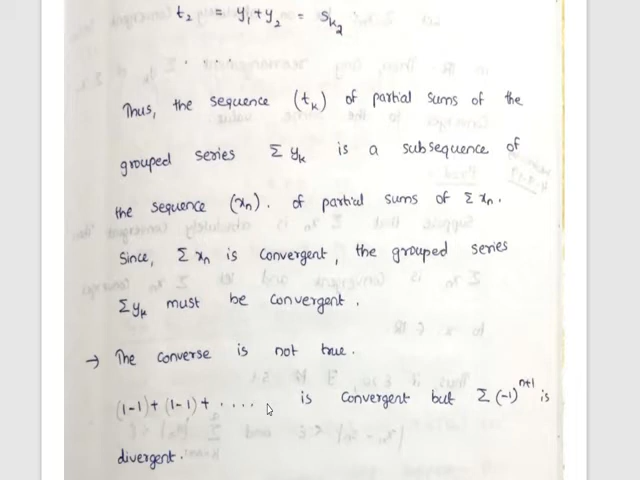 t₂ = y₁ + y₂ = s_k₂
. . . . .
Thus, the sequence (t_k) of partial sums of the
grouped series Σ y_k is a subsequence of
the sequence (x_n). of partial sums of Σ x_n.
Since, Σ x_n is convergent, the grouped series
Σ y_k must be convergent.
→ The converse is not true.
(1-1) + (1-1) + . . . . . is convergent but Σ (-1)ⁿ⁺¹ is
divergent.